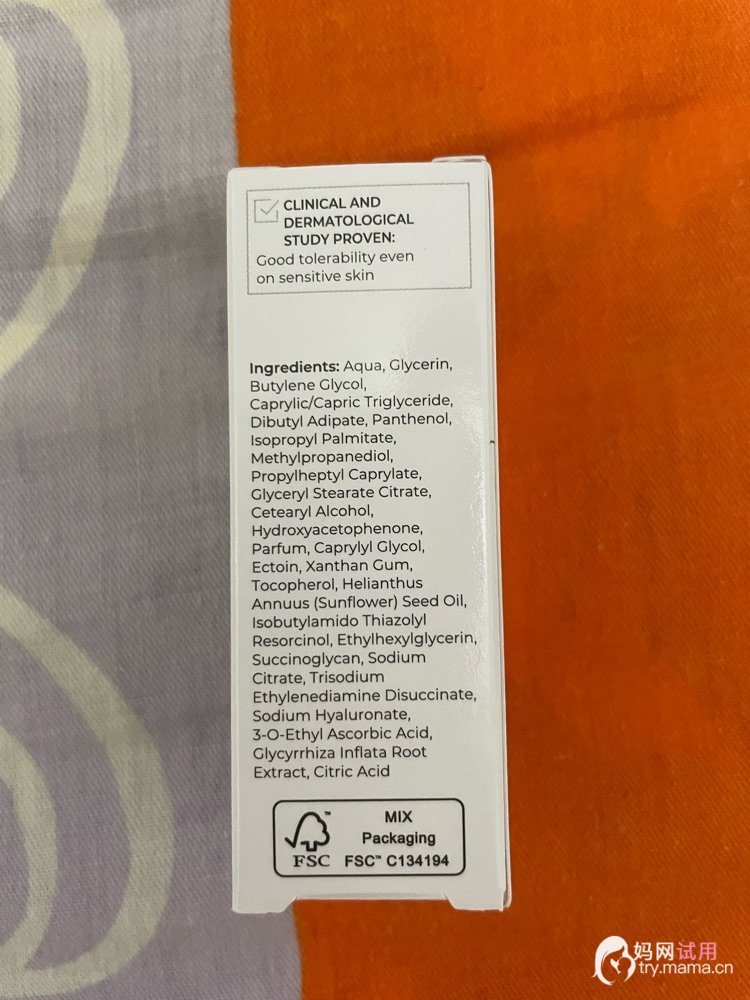 CLINICAL AND
DERMATOLOGICAL
STUDY PROVEN:
Good tolerability even
on sensitive skin
Ingredients: Aqua, Glycerin,
Butylene Glycol,
Caprylic/Capric Triglyceride,
Dibutyl Adipate, Panthenol,
Isopropyl Palmitate,
Methylpropanediol,
Propylheptyl Caprylate,
Glyceryl Stearate Citrate,
Cetearyl Alcohol,
Hydroxyacetophenone,
Parfum, Caprylyl Glycol,
Ectoin, Xanthan Gum,
Tocopherol, Helianthus
Annuus (Sunflower) Seed Oil,
Isobutylamido Thiazolyl
Resorcinol, Ethylhexylglycerin,
Succinoglycan, Sodium
Citrate, Trisodium
Ethylenediamine Disuccinate,
Sodium Hyaluronate,
3-O-Ethyl Ascorbic Acid,
Glycyrrhiza Inflata Root
Extract, Citric Acid
™
FSC
MIX
Packaging
FSC™ C134194
妈网试用
try.mama.cn